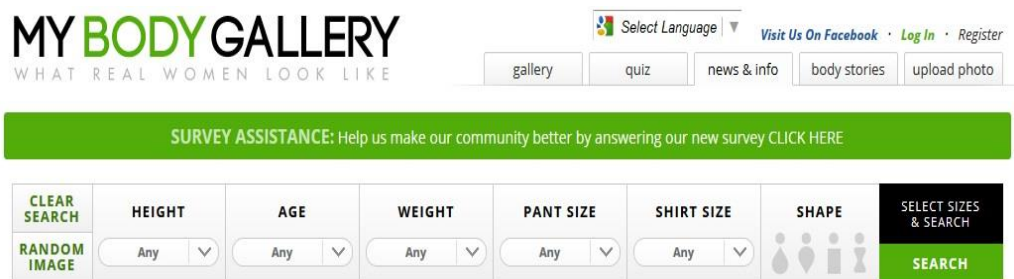 MY BODY GALLERY
WHAT REAL WOMEN LOOK LIKE
Select Language ▼
Visit Us On Facebook · Log In · Register
gallery quiz news & info body stories upload photo
SURVEY ASSISTANCE: Help us make our community better by answering our new survey CLICK HERE
CLEAR SEARCH
HEIGHT AGE WEIGHT PANT SIZE SHIRT SIZE SHAPE
SELECT SIZES
& SEARCH
RANDOM IMAGE
Any Any Any Any Any
SEARCH